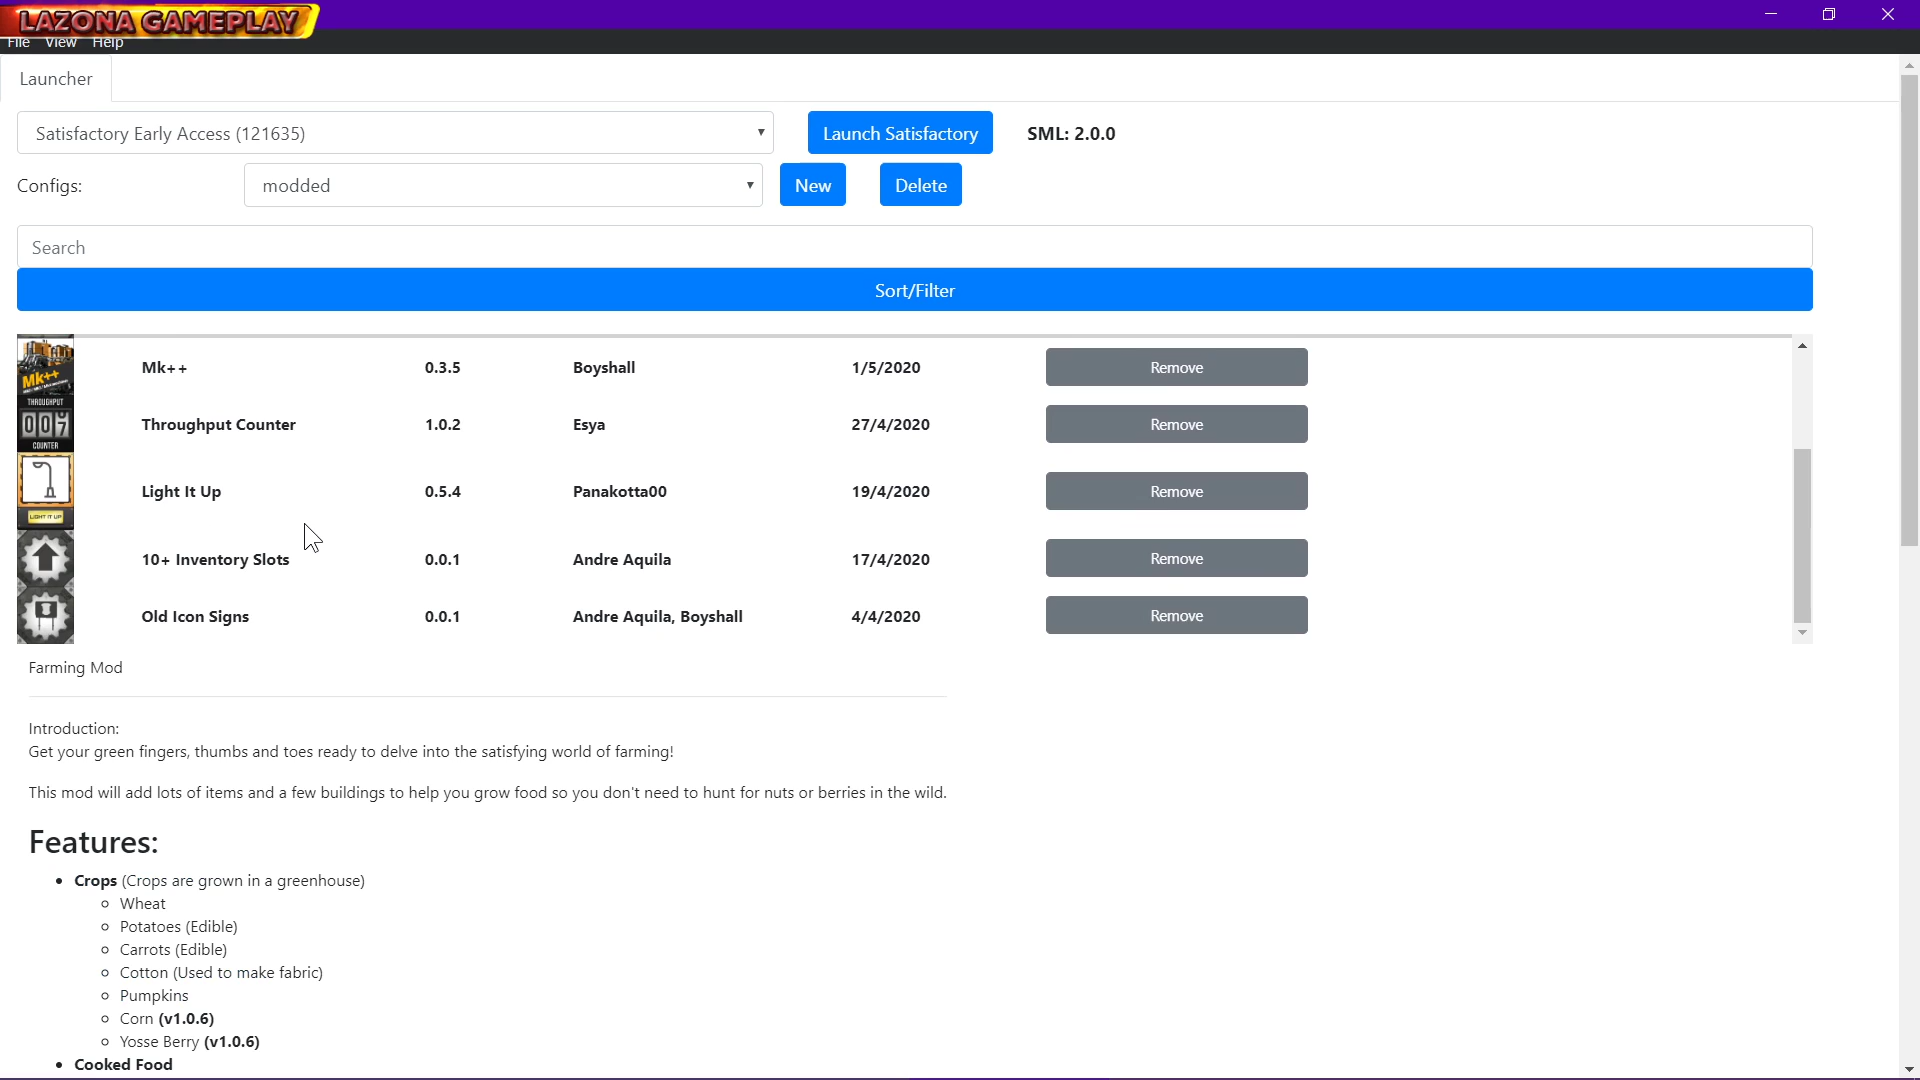 LAZONA GAMEPLAY
File View Help
Launcher
Satisfactory Early Access (121635) Launch Satisfactory SML: 2.0.0
Configs: modded New Delete
Search
Sort/Filter
Mk++ Mk++ 0.3.5 Boyshall 1/5/2020 Remove
THROUGHPUT
COUNTER
Throughput Counter 1.0.2 Esya 27/4/2020 Remove
LIGHT IT UP
Light It Up 0.5.4 Panakotta00 19/4/2020 Remove
10+ Inventory Slots 0.0.1 Andre Aquila 17/4/2020 Remove
Old Icon Signs 0.0.1 Andre Aquila, Boyshall 4/4/2020 Remove
Farming Mod
Introduction:
Get your green fingers, thumbs and toes ready to delve into the satisfying world of farming!
This mod will add lots of items and a few buildings to help you grow food so you don't need to hunt for nuts or berries in the wild.
Features:
Crops (Crops are grown in a greenhouse)
Wheat
Potatoes (Edible)
Carrots (Edible)
Cotton (Used to make fabric)
Pumpkins
Corn (v1.0.6)
Yosse Berry (v1.0.6)
Cooked Food